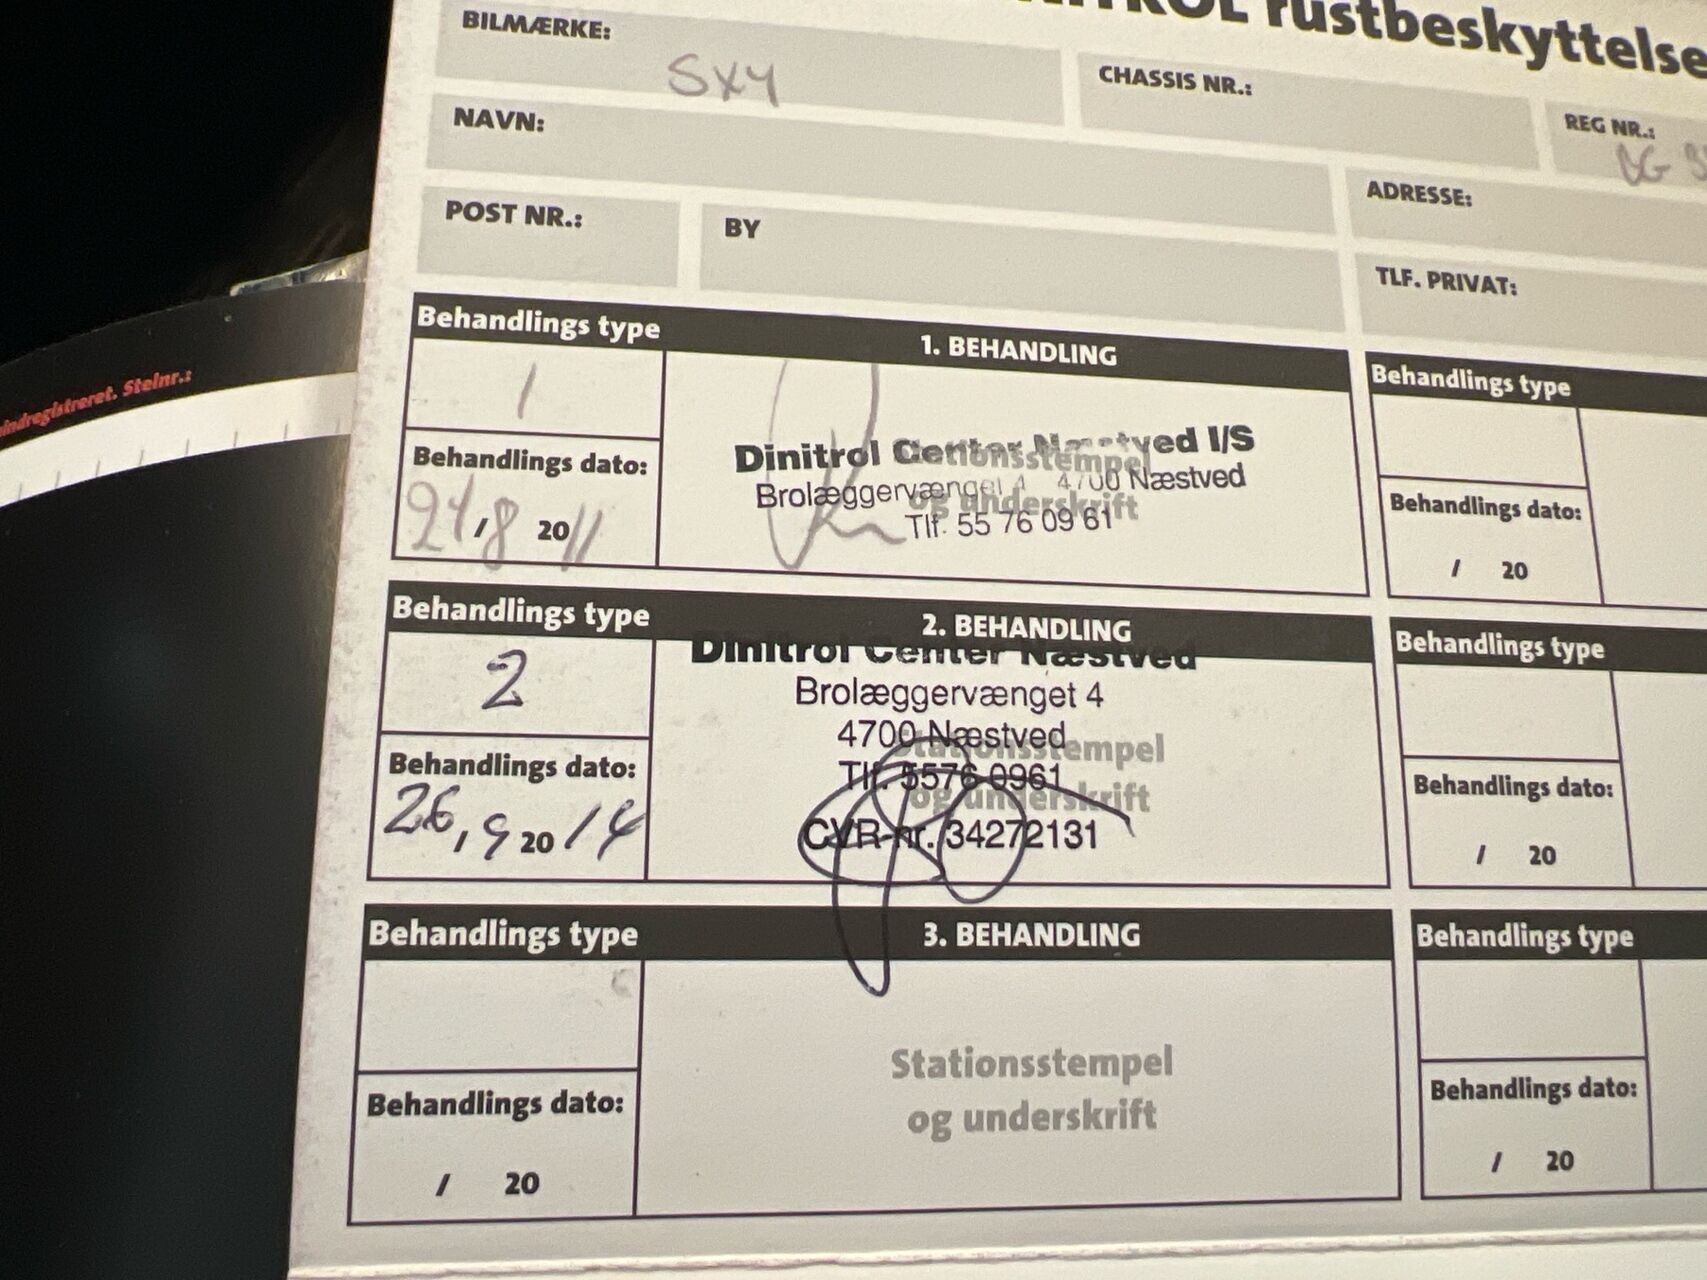 rustbeskyttelse
BILMÆRKE:
SX4
CHASSIS NR.:
REG NR.:
NAVN:
ADRESSE:
POST NR.:
BY
TLF. PRIVAT:
indregistreret. Stelnr.:
Behandlings type
1. BEHANDLING
1
Dinitrol Center Næstved I/S
Stationsstempel
Brolæggervænget 4 4700 Næstved
og underskrift
Tlf. 55 76 09 61
Behandlings dato:
/8 2011
Behandlings type
Behandlings dato:
/ 20
Behandlings type
2. BEHANDLING
2
Dinitrol Center Næstved
Brolæggervænget 4
4700 Næstved
Stationsstempel
Tlf. 5576 0961
og underskrift
CVR-nr. 34272131
Behandlings dato:
26/9 2014
Behandlings type
Behandlings dato:
/ 20
Behandlings type
3. BEHANDLING
Stationsstempel
og underskrift
Behandlings dato:
/ 20
Behandlings type
Behandlings dato:
/ 20